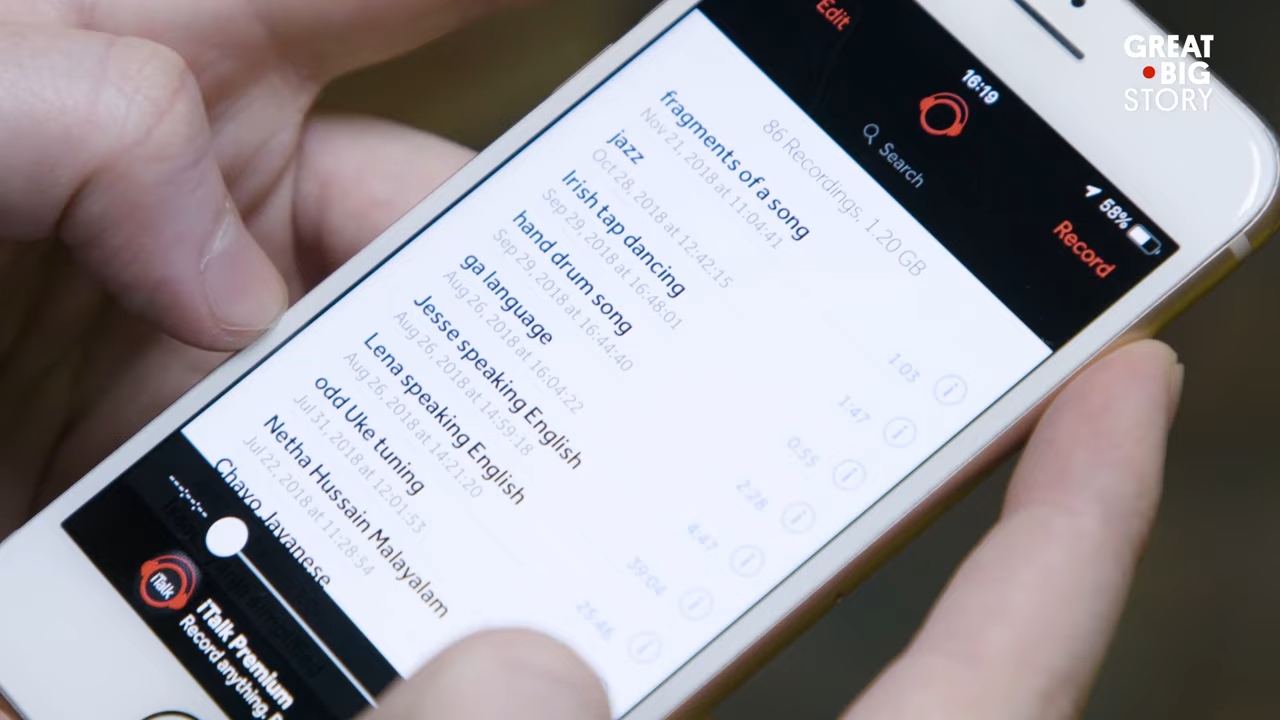 GREAT
BIG
STORY
16:19
58%
Edit
Record
Search
86 Recordings, 1.20 GB
fragments of a song
Nov 21, 2018 at 11:04:41
1:03
jazz
Oct 28, 2018 at 12:42:15
1:47
Irish tap dancing
Sep 29, 2018 at 16:48:01
0:55
hand drum song
Sep 29, 2018 at 16:44:40
2:28
ga language
Aug 26, 2018 at 16:04:22
4:47
Jesse speaking English
Aug 26, 2018 at 14:59:18
39:04
Lena speaking English
Aug 26, 2018 at 14:21:20
25:46
odd Uke tuning
Jul 31, 2018 at 12:01:53
Netha Hussain Malayalam
Jul 22, 2018 at 11:28:54
Chavo Javanese
--:--:--
iTalk
iTalk Premium
Record anything.